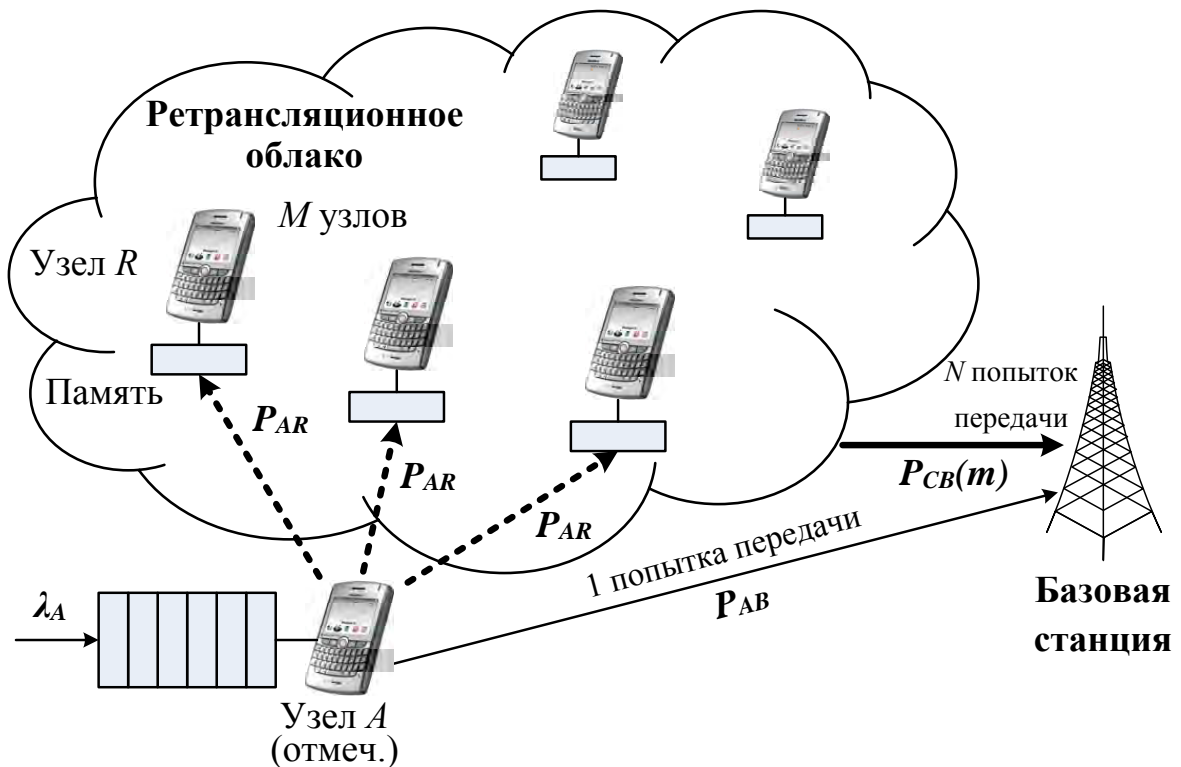 Ретрансляционное
облако
M узлов
Узел R
Память
P_AR
P_AR
P_AR
N попыток
передачи
P_CB(m)
1 попытка передачи
P_AB
λ_A
Узел A
(отмеч.)
Базовая
станция